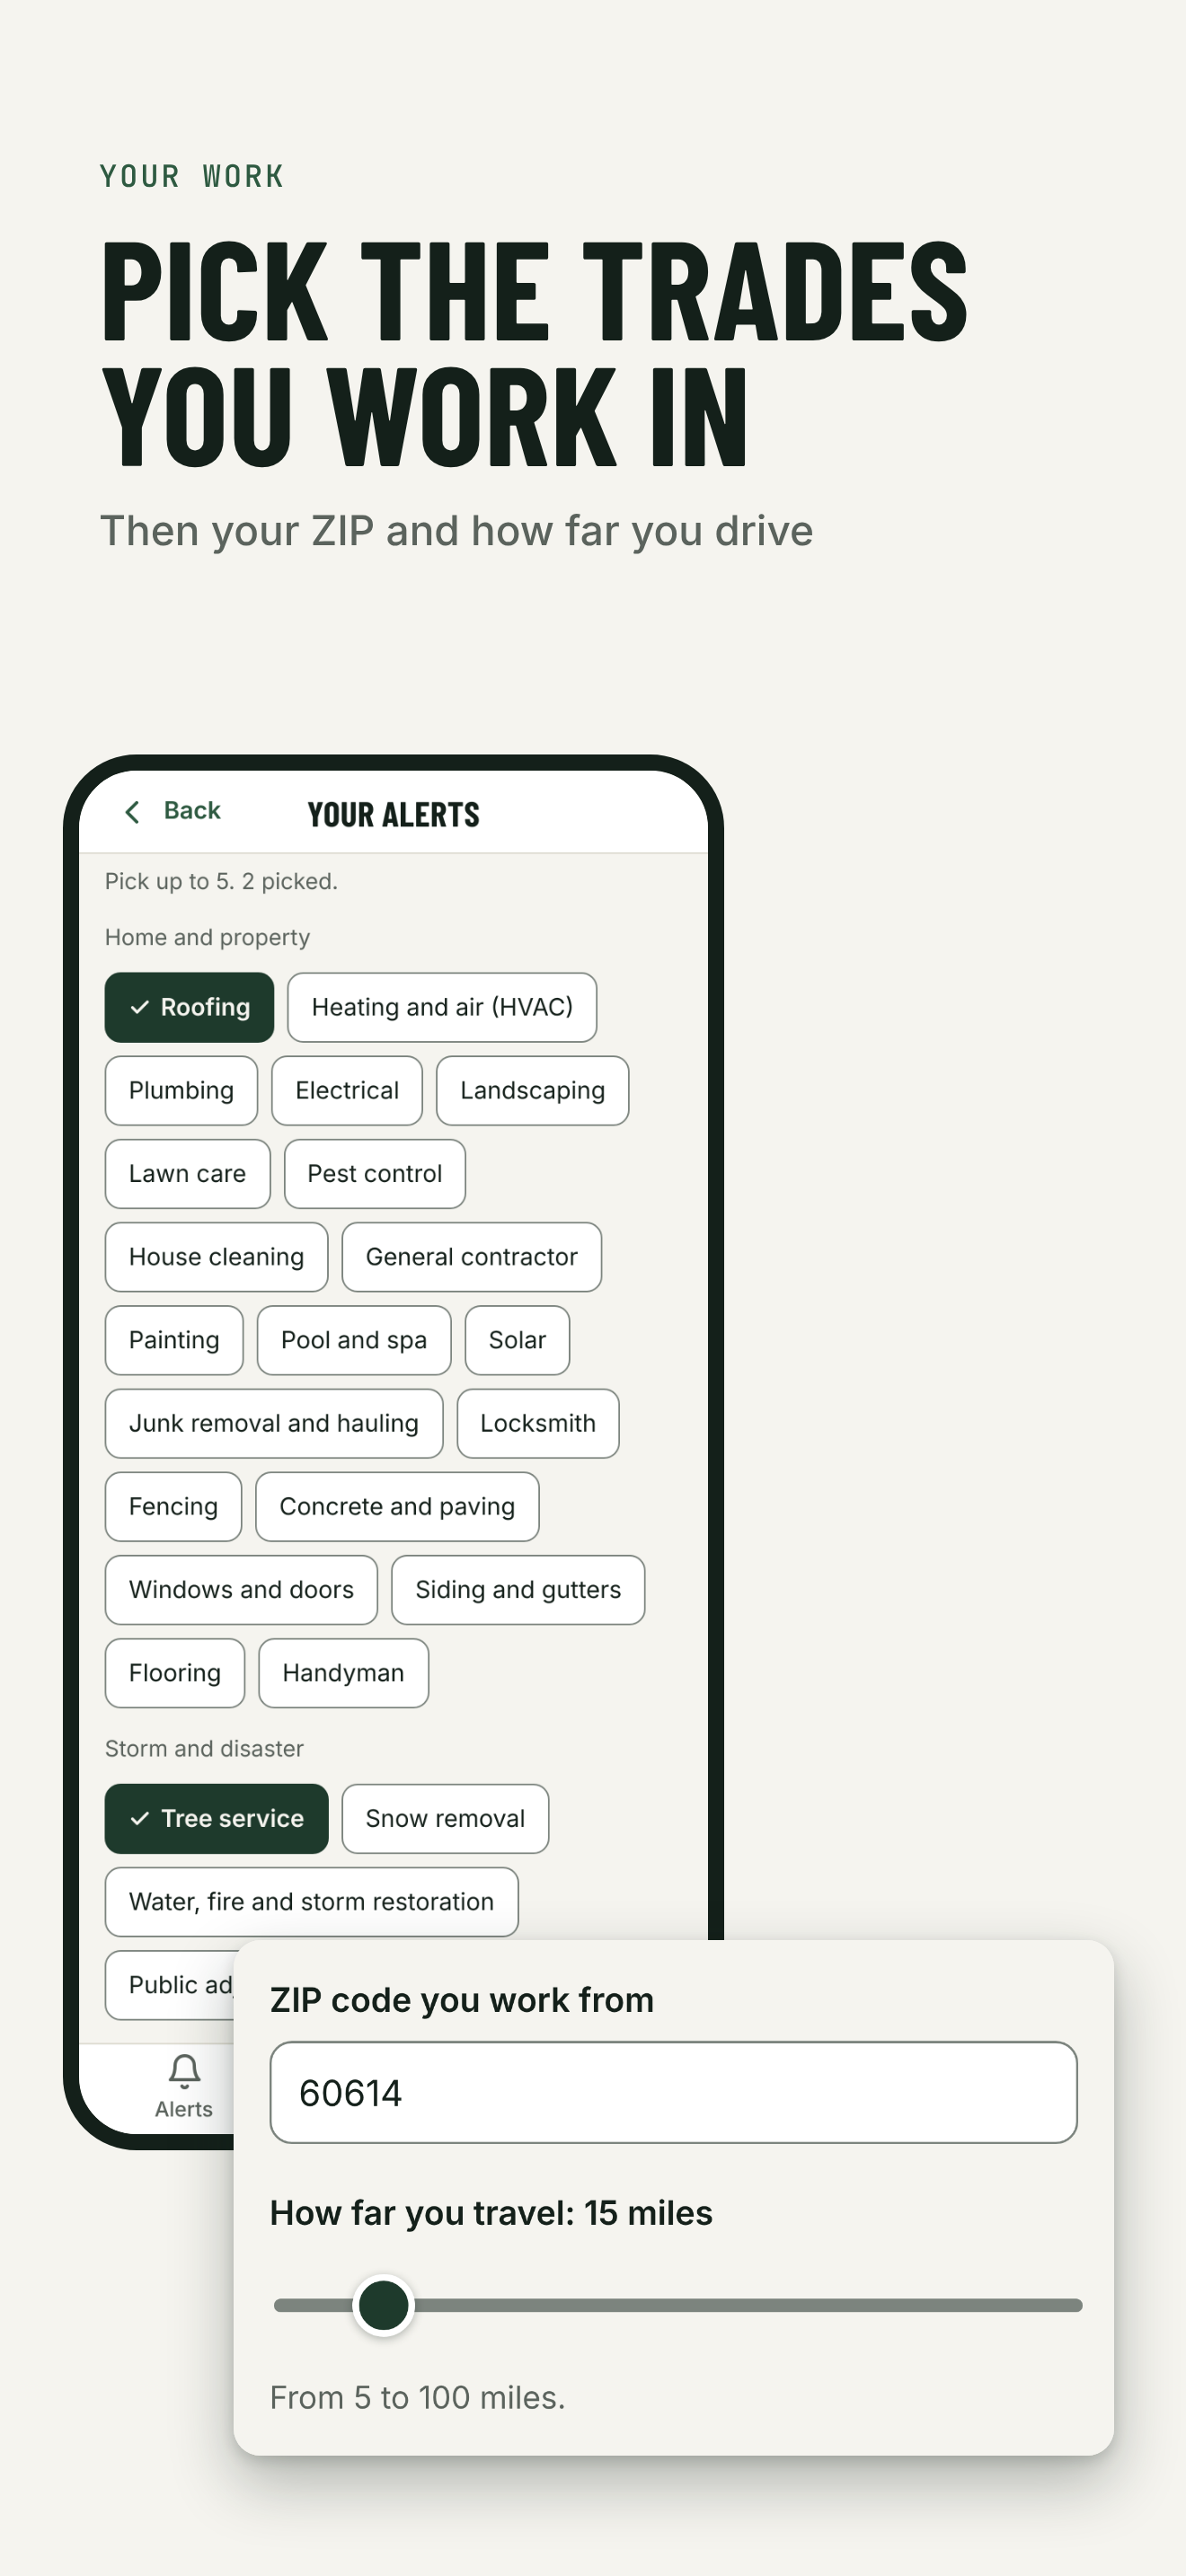 YOUR WORK
PICK THE TRADES
YOU WORK IN
Then your ZIP and how far you drive
Back
YOUR ALERTS
Pick up to 5. 2 picked.
Home and property
Roofing
Heating and air (HVAC)
Plumbing
Electrical
Landscaping
Lawn care
Pest control
House cleaning
General contractor
Painting
Pool and spa
Solar
Junk removal and hauling
Locksmith
Fencing
Concrete and paving
Windows and doors
Siding and gutters
Flooring
Handyman
Storm and disaster
Tree service
Snow removal
Water, fire and storm restoration
Public
Alerts
ZIP code you work from
60614
How far you travel: 15 miles
From 5 to 100 miles.